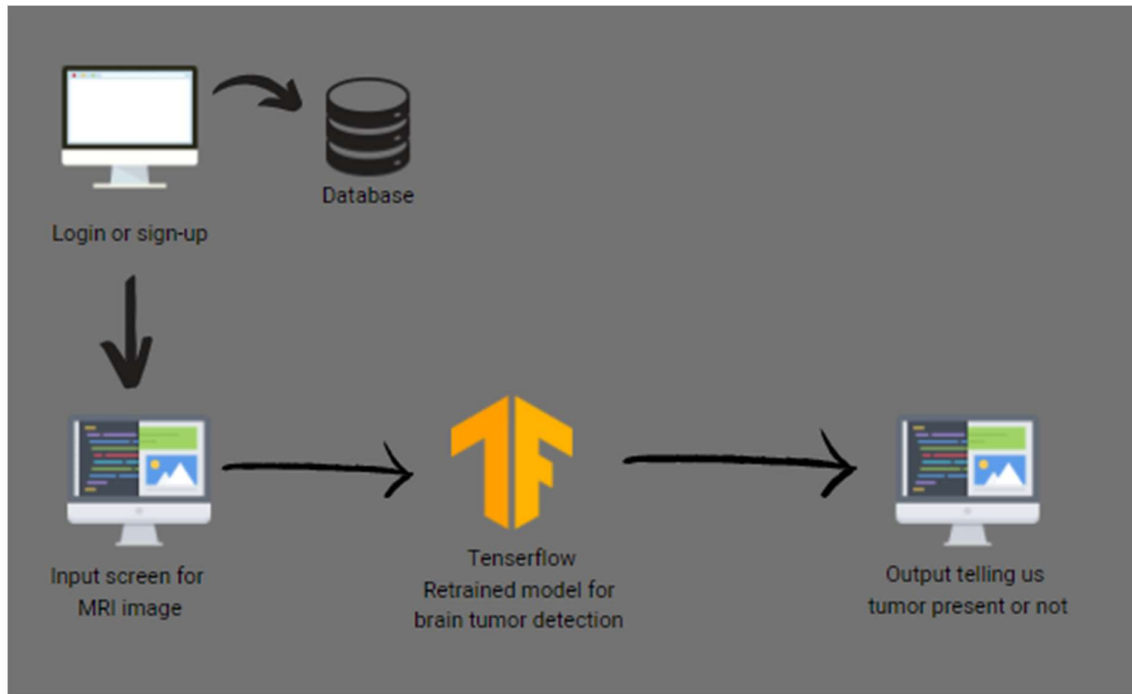 Database
Login or sign-up
Input screen for
MRI image
Tenserflow
Retrained model for
brain tumor detection
Output telling us
tumor present or not